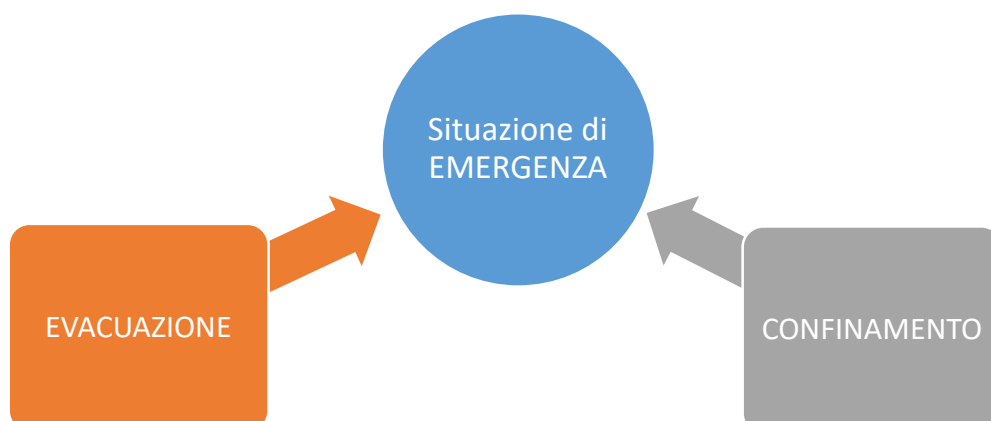 Situazione di
EMERGENZA
EVACUAZIONE
CONFINAMENTO